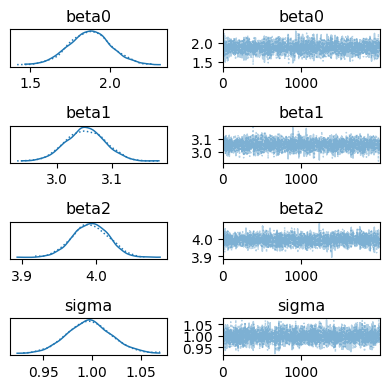 beta0 beta0
2.0
1.5
1.5 2.0 0 1000
beta1 beta1
3.1
3.0
3.0 3.1 0 1000
beta2 beta2
4.0
3.9
3.9 4.0 0 1000
sigma sigma
1.05
1.00
0.95
0.95 1.00 1.05 0 1000